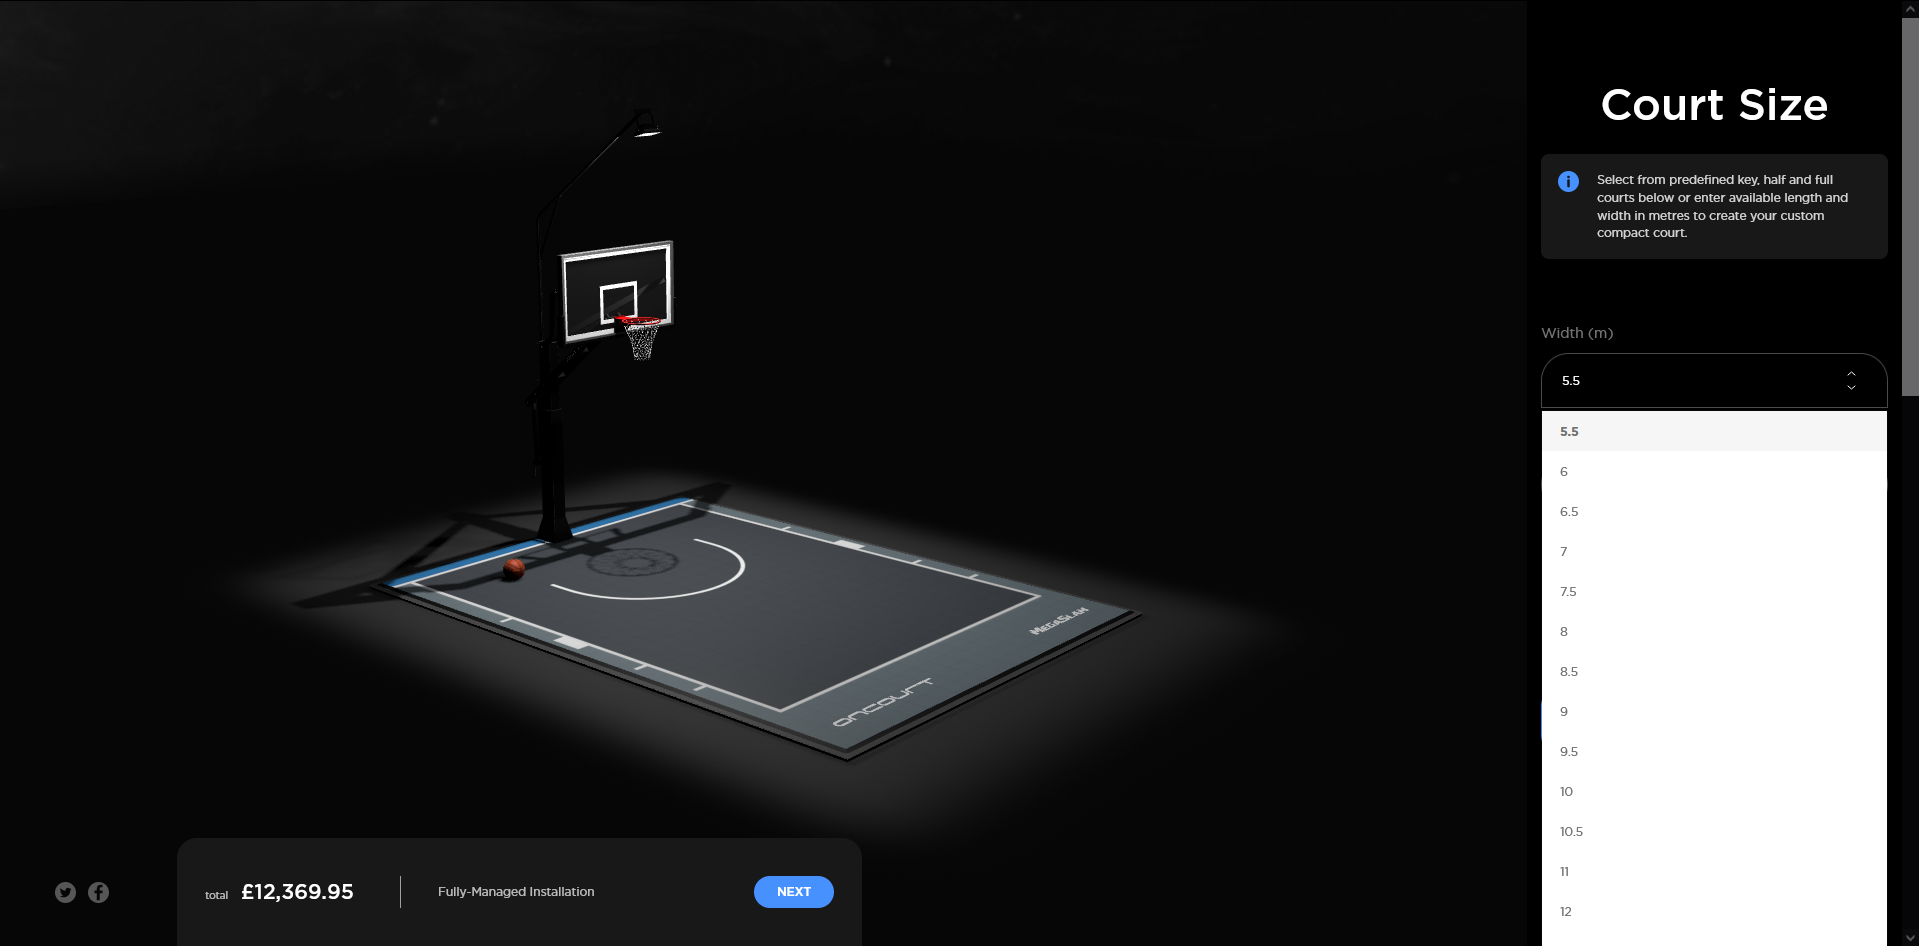 Court Size
Select from predefined key, half and full
courts below or enter available length and
width in metres to create your custom
compact court.
Width (m)
5.5
5.5
6
6.5
7
7.5
8
8.5
9
9.5
10
10.5
11
12
MEGASLAM
ONCOURT
total £12,369.95
Fully-Managed Installation
NEXT